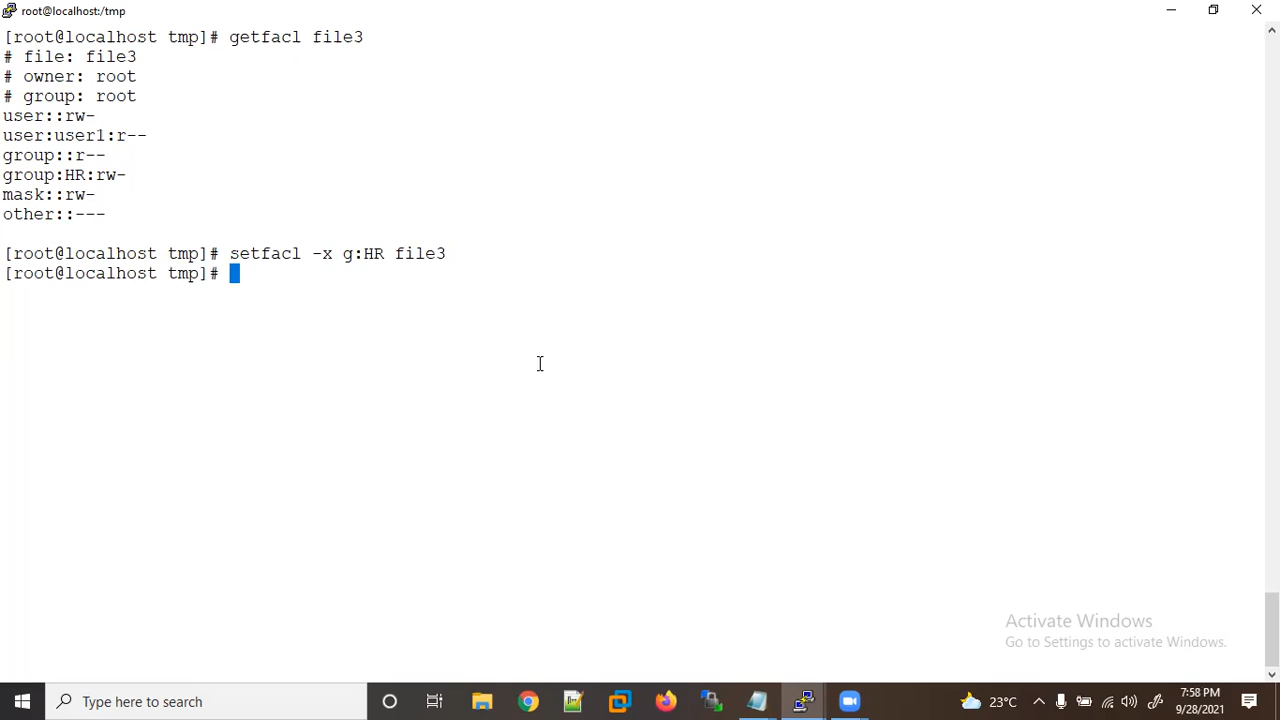 root@localhost:/tmp
[root@localhost tmp]# getfacl file3
# file: file3
# owner: root
# group: root
user::rw-
user:user1:r--
group::r--
group:HR:rw-
mask::rw-
other::---
[root@localhost tmp]# setfacl -x g:HR file3
[root@localhost tmp]#
Activate Windows
Go to Settings to activate Windows.
Type here to search
23°C
7:58 PM
9/28/2021